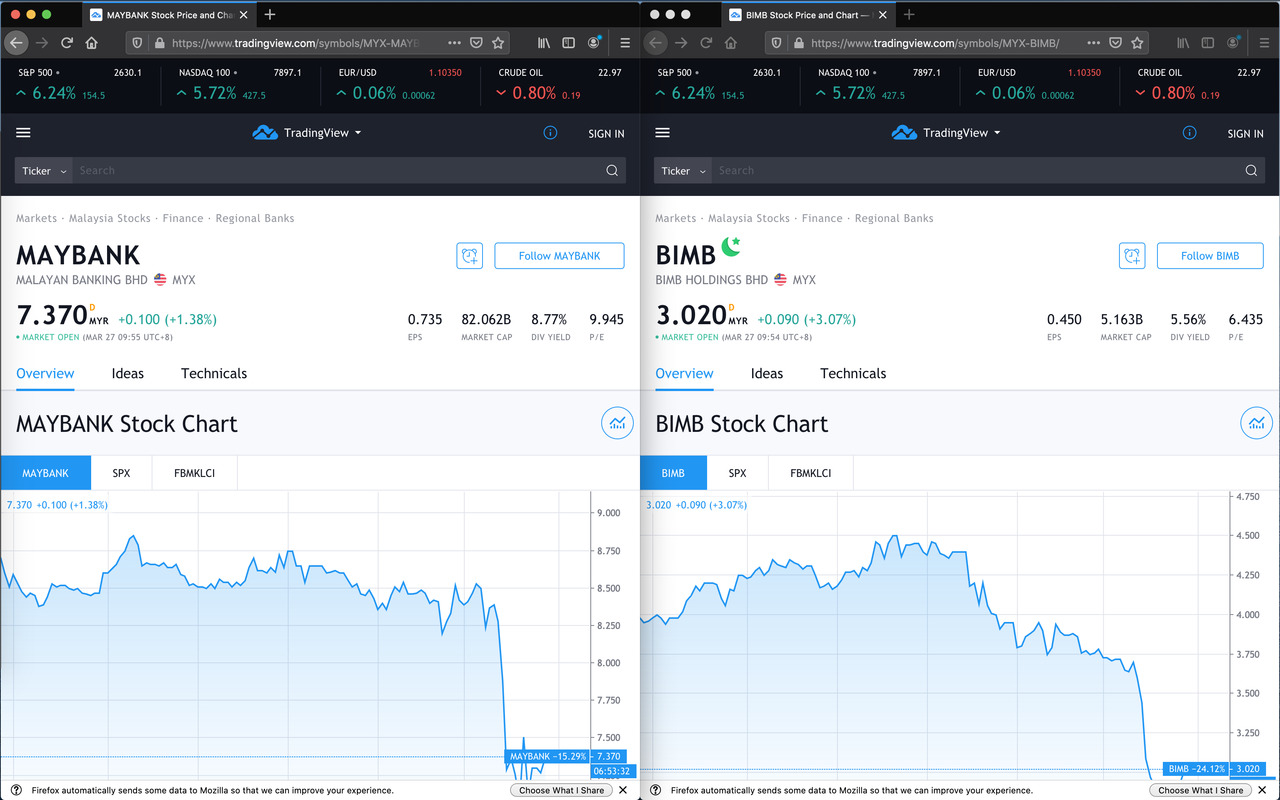 MAYBANK Stock Price and Cha
https://www.tradingview.com/symbols/MYX-MAYB
S&P 500 2630.1 NASDAQ 100 7897.1 EUR/USD 1.10350 CRUDE OIL 22.97
6.24% 154.5 5.72% 427.5 0.06% 0.00062 0.80% 0.19
TradingView SIGN IN
Ticker Search
Markets · Malaysia Stocks · Finance · Regional Banks
MAYBANK Follow MAYBANK
MALAYAN BANKING BHD MYX
7.370 D MYR +0.100 (+1.38%) 0.735 82.062B 8.77% 9.945
MARKET OPEN (MAR 27 09:55 UTC+8) EPS MARKET CAP DIV YIELD P/E
Overview Ideas Technicals
MAYBANK Stock Chart
MAYBANK SPX FBMKLCI
7.370 +0.100 (+1.38%)
9.000
8.750
8.500
8.250
8.000
7.750
7.500
MAYBANK −15.29% 7.370
06:53:32
Firefox automatically sends some data to Mozilla so that we can improve your experience. Choose What I Share
BIMB Stock Price and Chart —
https://www.tradingview.com/symbols/MYX-BIMB/
S&P 500 2630.1 NASDAQ 100 7897.1 EUR/USD 1.10350 CRUDE OIL 22.97
6.24% 154.5 5.72% 427.5 0.06% 0.00062 0.80% 0.19
TradingView SIGN IN
Ticker Search
Markets · Malaysia Stocks · Finance · Regional Banks
BIMB Follow BIMB
BIMB HOLDINGS BHD MYX
3.020 D MYR +0.090 (+3.07%) 0.450 5.163B 5.56% 6.435
MARKET OPEN (MAR 27 09:54 UTC+8) EPS MARKET CAP DIV YIELD P/E
Overview Ideas Technicals
BIMB Stock Chart
BIMB SPX FBMKLCI
3.020 +0.090 (+3.07%)
4.750
4.500
4.250
4.000
3.750
3.500
3.250
BIMB −24.12% 3.020
Firefox automatically sends some data to Mozilla so that we can improve your experience. Choose What I Share